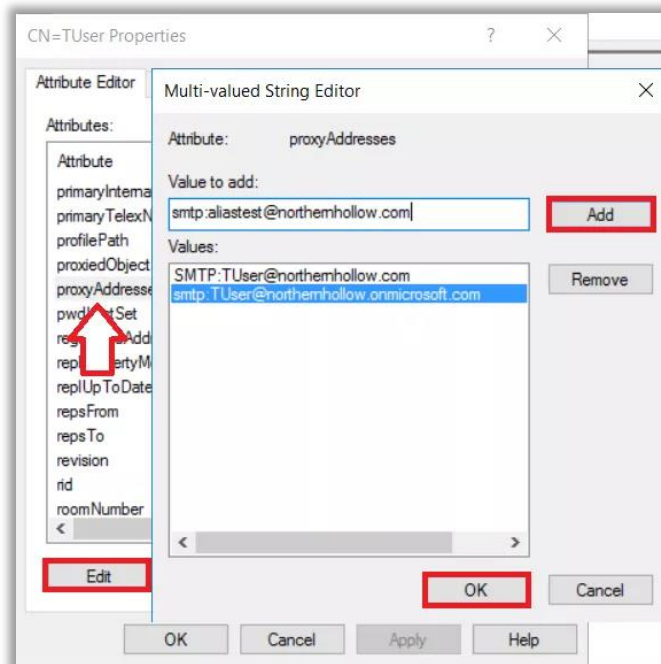 CN=TUser Properties
?
Attribute Editor
Attributes:
Attribute
primaryInterna
primaryTelexN
profilePath
proxiedObject
proxyAddresse
replUpToDate
repsFrom
repsTo
revision
rid
roomNumber
Edit
OK Cancel Apply Help
Multi-valued String Editor
Attribute: proxyAddresses
Value to add:
smtp:aliastest@northernhollow.com
Add
Values:
SMTP:TUser@northernhollow.com
smtp:TUser@northernhollow.onmicrosoft.com
Remove
OK Cancel